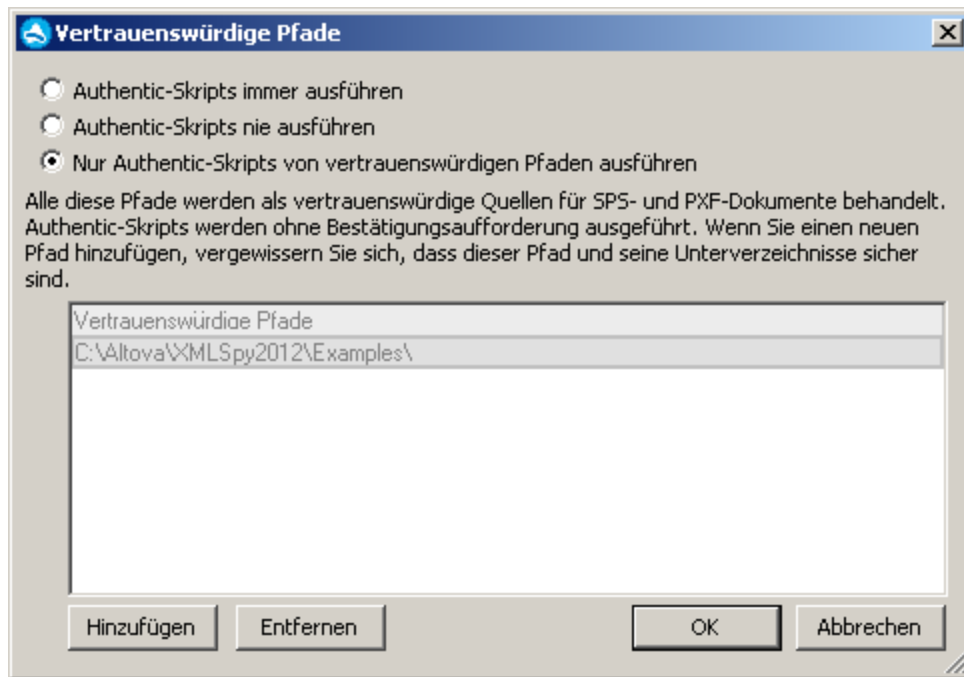 Vertrauenswürdige Pfade
Authentic-Skripts immer ausführen
Authentic-Skripts nie ausführen
Nur Authentic-Skripts von vertrauenswürdigen Pfaden ausführen
Alle diese Pfade werden als vertrauenswürdige Quellen für SPS- und PXF-Dokumente behandelt.
Authentic-Skripts werden ohne Bestätigungsaufforderung ausgeführt. Wenn Sie einen neuen
Pfad hinzufügen, vergewissern Sie sich, dass dieser Pfad und seine Unterverzeichnisse sicher
sind.
Vertrauenswürdige Pfade
C:\Altova\XMLSpy2012\Examples\
Hinzufügen Entfernen OK Abbrechen